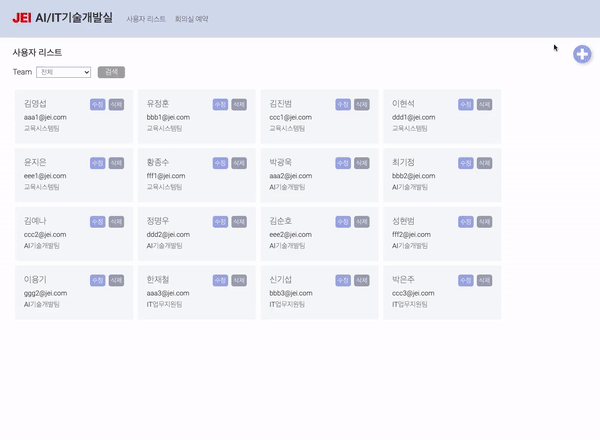 JEI AI/IT기술개발실 사용자 리스트 회의실 예약
사용자 리스트
Team 전체 검색
김영섭 수정 삭제
aaa1@jei.com
교육시스템팀
유정훈 수정 삭제
bbb1@jei.com
교육시스템팀
김진범 수정 삭제
ccc1@jei.com
교육시스템팀
이현석 수정 삭제
ddd1@jei.com
교육시스템팀
윤지은 수정 삭제
eee1@jei.com
교육시스템팀
황종수 수정 삭제
fff1@jei.com
교육시스템팀
박광욱 수정 삭제
aaa2@jei.com
AI기술개발팀
최기정 수정 삭제
bbb2@jei.com
AI기술개발팀
김예나 수정 삭제
ccc2@jei.com
AI기술개발팀
정명우 수정 삭제
ddd2@jei.com
AI기술개발팀
김순호 수정 삭제
eee2@jei.com
AI기술개발팀
성현범 수정 삭제
fff2@jei.com
AI기술개발팀
이용기 수정 삭제
ggg2@jei.com
AI기술개발팀
한재철 수정 삭제
aaa3@jei.com
IT업무지원팀
신기섭 수정 삭제
bbb3@jei.com
IT업무지원팀
박은주 수정 삭제
ccc3@jei.com
IT업무지원팀